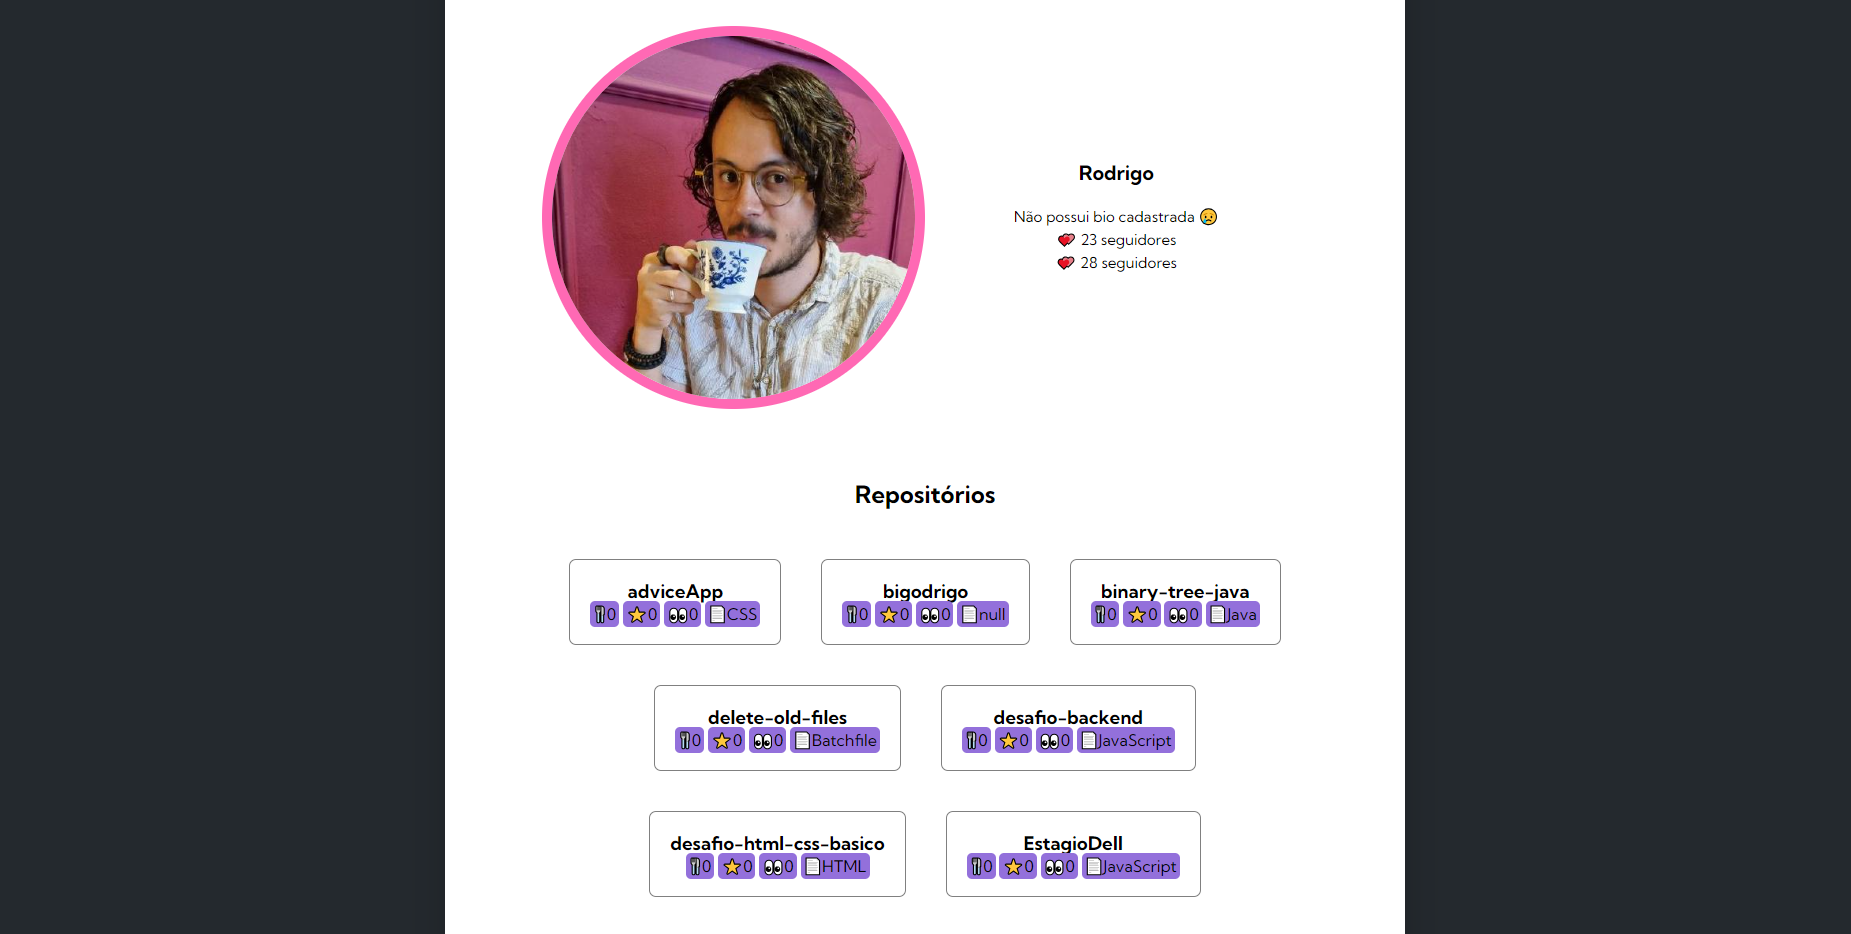 Rodrigo
Não possui bio cadastrada 😥
💕 23 seguidores
💕 28 seguidores
Repositórios
adviceApp
🍴0 ⭐0 👀0 📄CSS
bigodrigo
🍴0 ⭐0 👀0 📄null
binary-tree-java
🍴0 ⭐0 👀0 📄Java
delete-old-files
🍴0 ⭐0 👀0 📄Batchfile
desafio-backend
🍴0 ⭐0 👀0 📄JavaScript
desafio-html-css-basico
🍴0 ⭐0 👀0 📄HTML
EstagioDell
🍴0 ⭐0 👀0 📄JavaScript